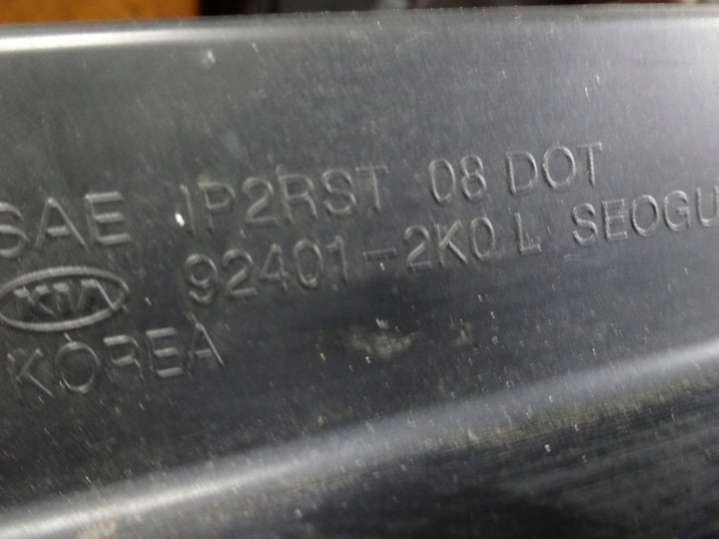 SAE IP2RST 08 DOT
KIA 92401-2K0 L SEOGU
KOREA